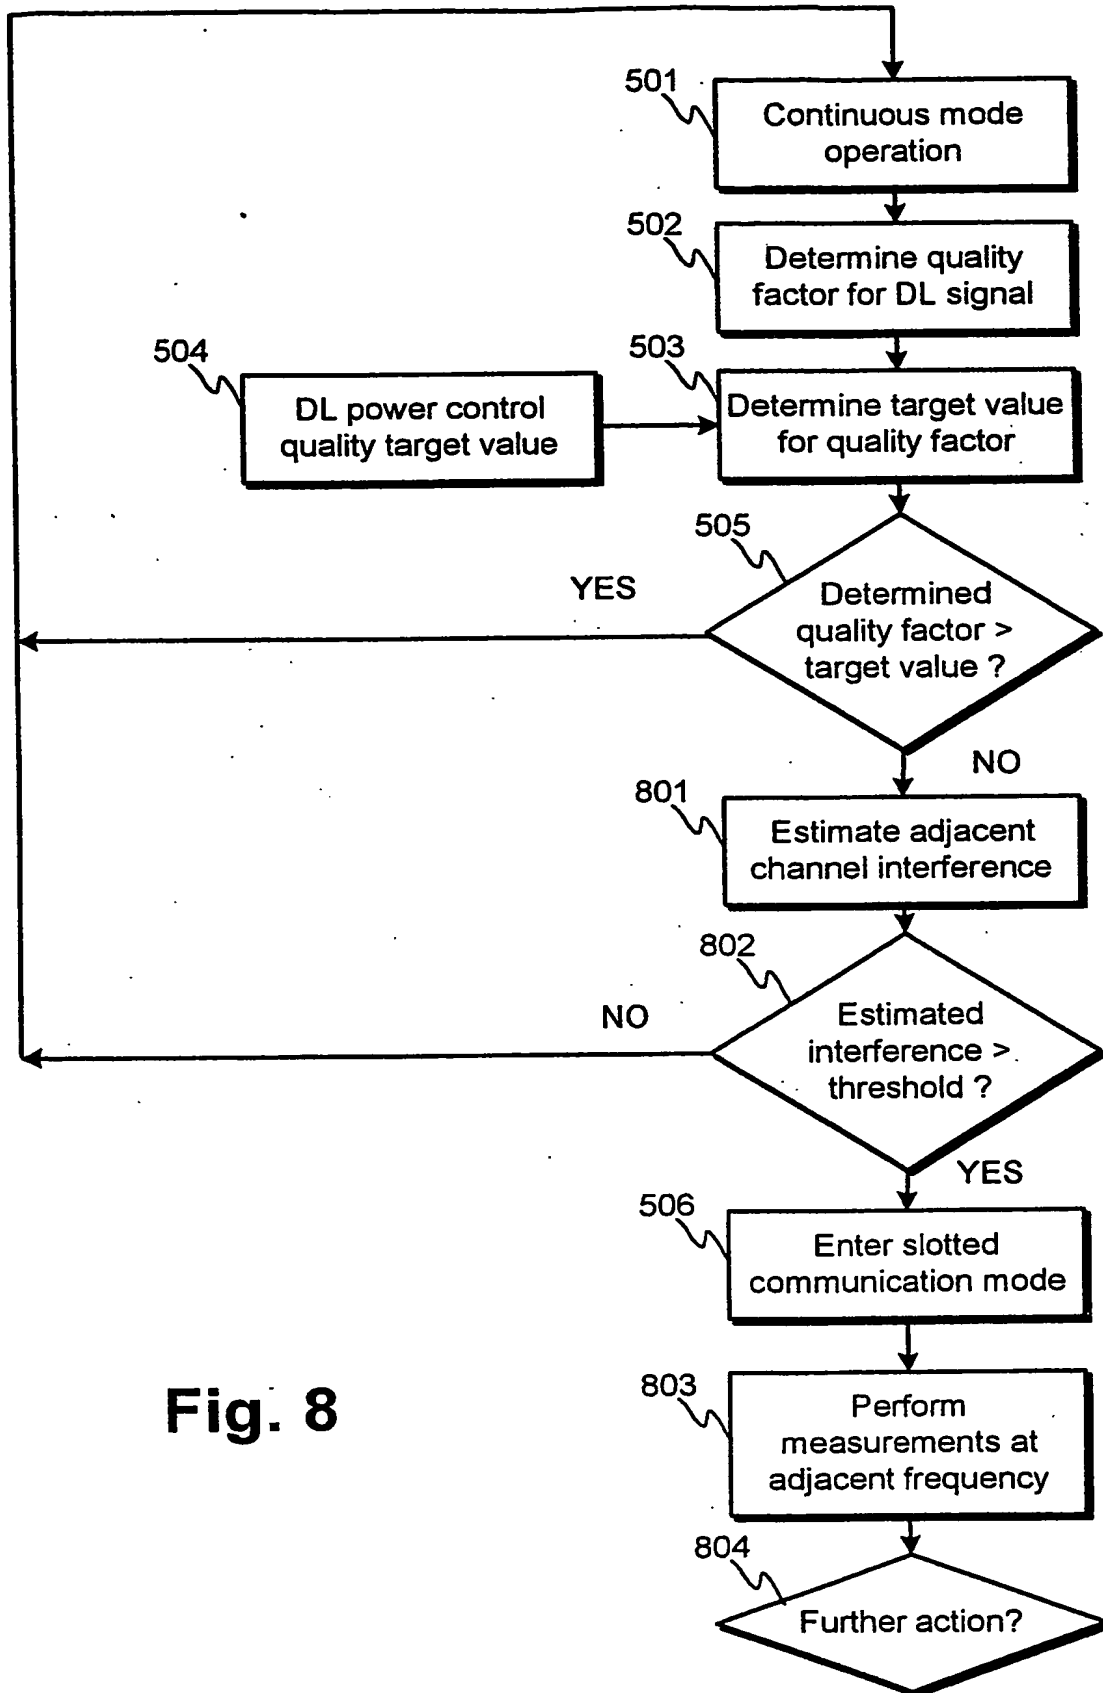 501
Continuous mode
operation
502
Determine quality
factor for DL signal
504
DL power control
quality target value
503
Determine target value
for quality factor
505
Determined
quality factor >
target value ?
YES
NO
801
Estimate adjacent
channel interference
802
Estimated
interference >
threshold ?
NO
YES
506
Enter slotted
communication mode
803
Perform
measurements at
adjacent frequency
804
Further action?
Fig. 8